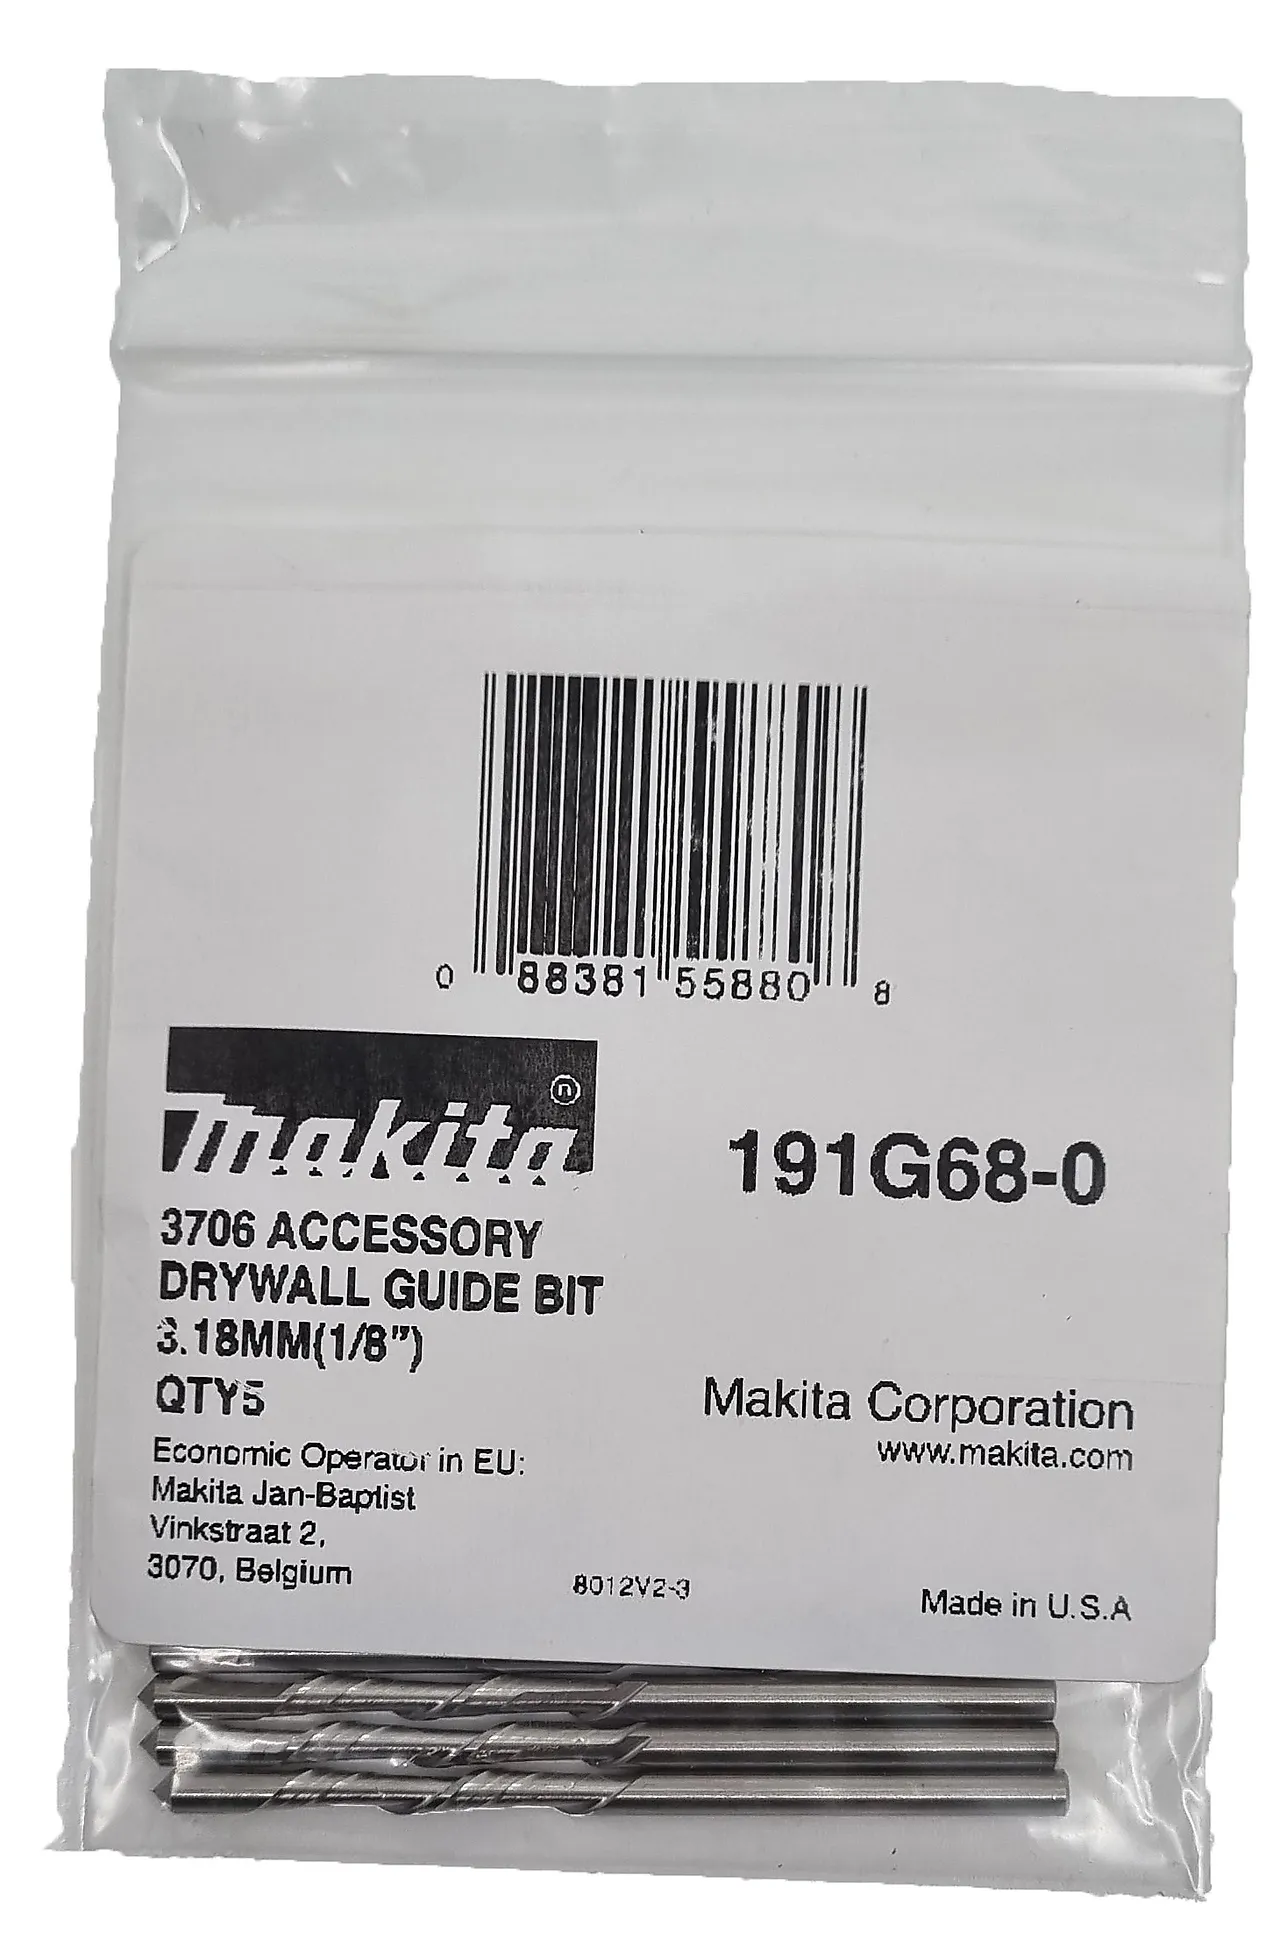 0 88381 55880 8
makita
191G68-0
3706 ACCESSORY
DRYWALL GUIDE BIT
3.18MM(1/8”)
QTY5
Makita Corporation
www.makita.com
Economic Operator in EU:
Makita Jan-Baptist
Vinkstraat 2,
3070, Belgium
8012V2-3
Made in U.S.A